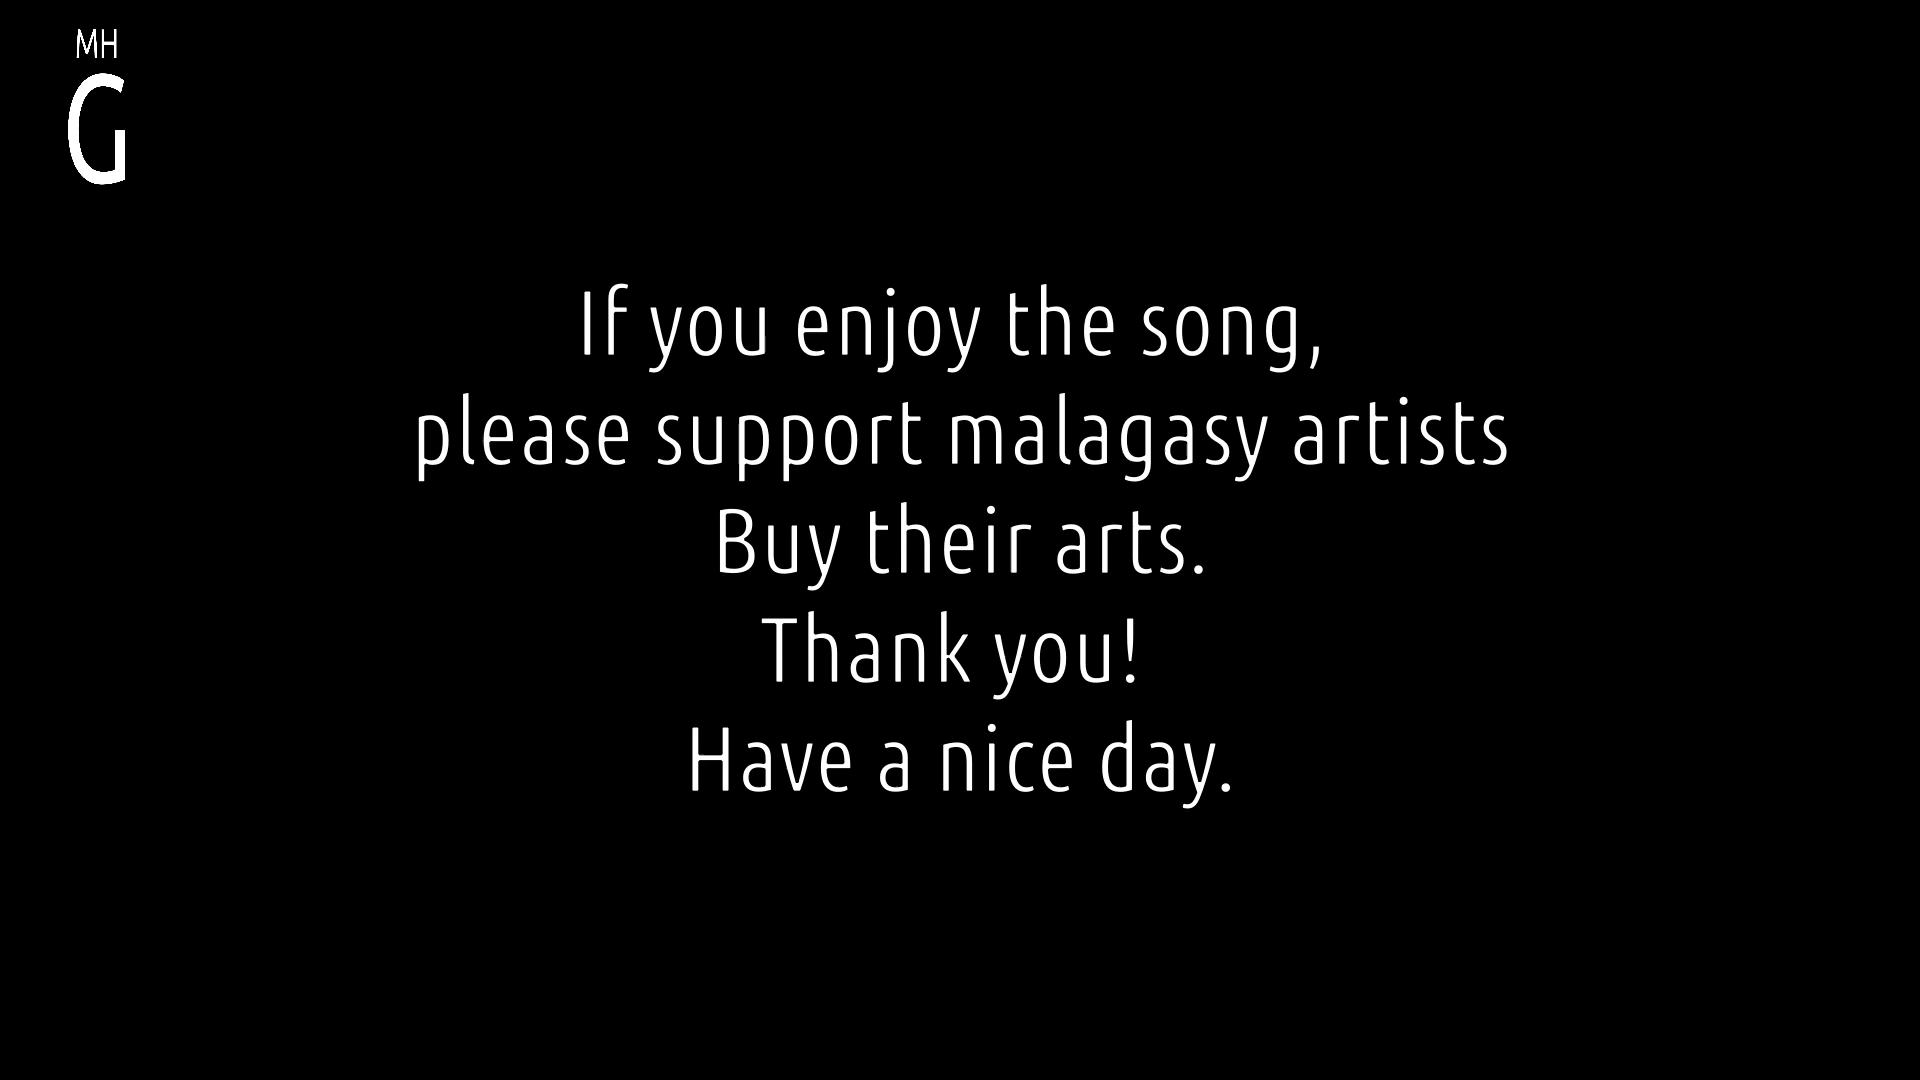 MH
G
If you enjoy the song,
please support malagasy artists
Buy their arts.
Thank you!
Have a nice day.